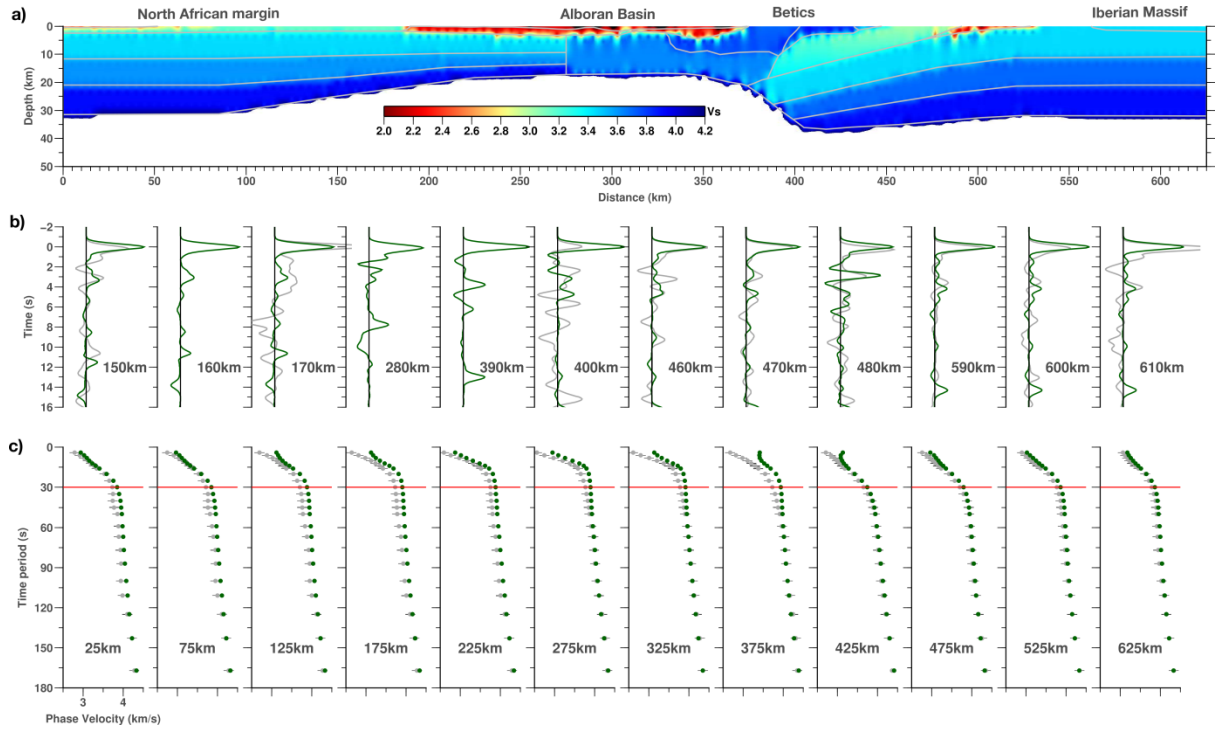 a)
North African margin Alboran Basin Betics Iberian Massif
0
10
20
30
40
50
Depth(km)
2.0 2.2 2.4 2.6 2.8 3.0 3.2 3.4 3.6 3.8 4.0 4.2
Vs
0 50 100 150 200 250 300 350 400 450 500 550 600
Distance (km)
b)
−2
0
2
4
6
8
10
12
14
16
Time (s)
150km 160km 170km 280km 390km 400km 460km 470km 480km 590km 600km 610km
c)
0
30
60
90
120
150
180
Time period (s)
25km 75km 125km 175km 225km 275km 325km 375km 425km 475km 525km 625km
3 4
Phase Velocity (km/s)